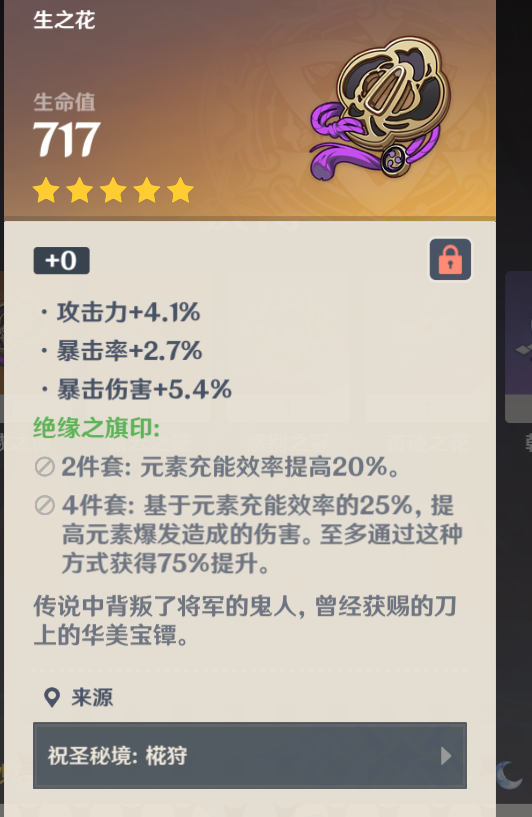 生之花
生命值
717
+0
·攻击力+4.1%
·暴击率+2.7%
·暴击伤害+5.4%
绝缘之旗印:
2件套: 元素充能效率提高20%。
4件套: 基于元素充能效率的25%, 提
高元素爆发造成的伤害。至多通过这种
方式获得75%提升。
传说中背叛了将军的鬼人, 曾经获赐的刀
上的华美宝镡。
来源
祝圣秘境: 椛狩